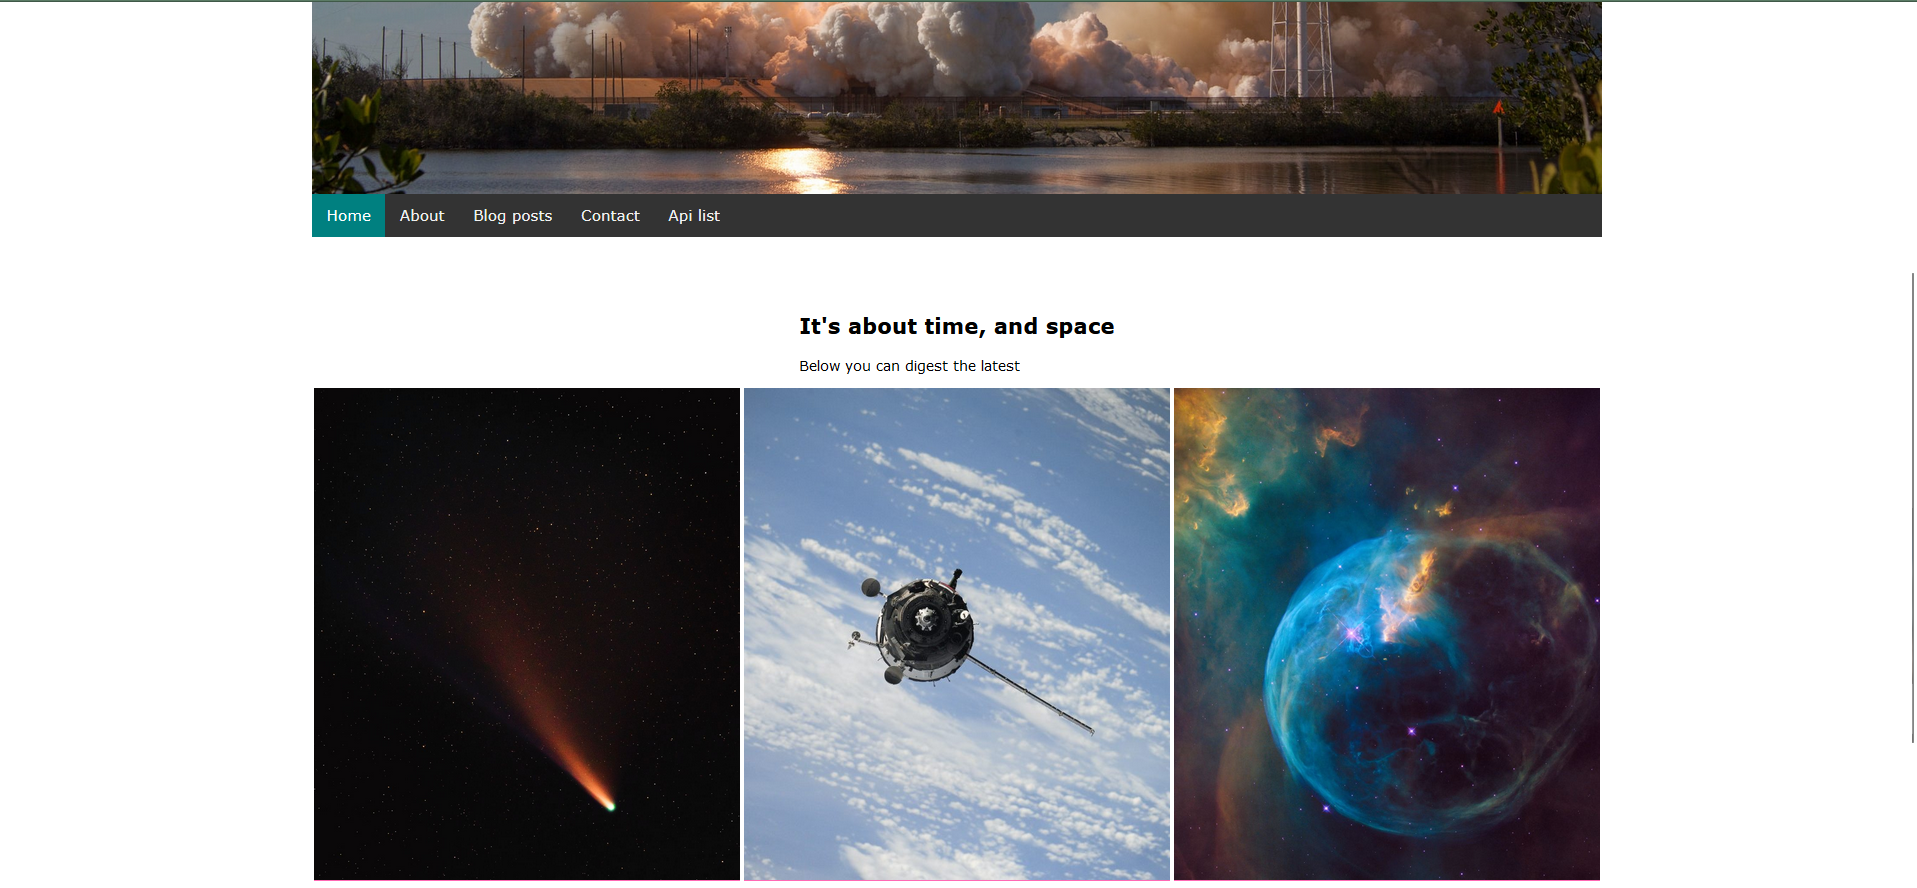 Home About Blog posts Contact Api list
It's about time, and space
Below you can digest the latest